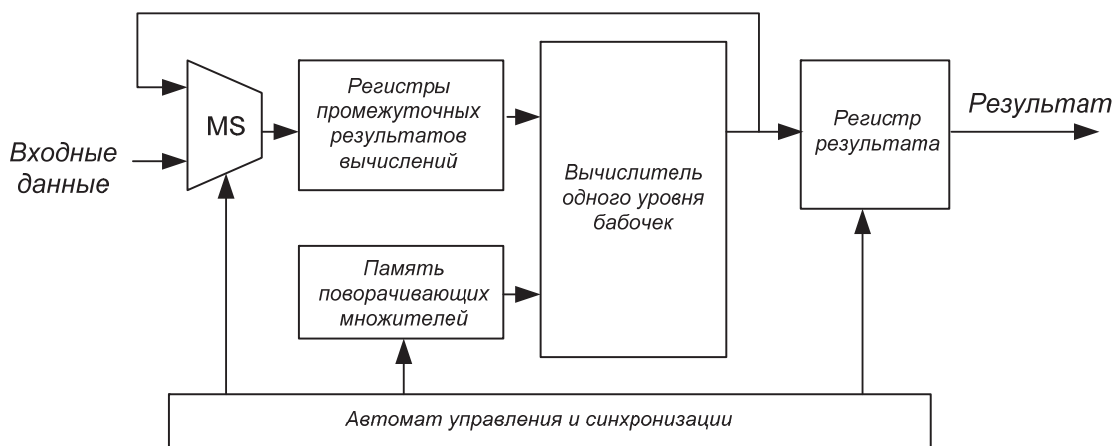 Входные
данные
MS
Регистры
промежуточных
результатов
вычислений
Память
поворачивающих
множителей
Вычислитель
одного уровня
бабочек
Регистр
результата
Результат
Автомат управления и синхронизации